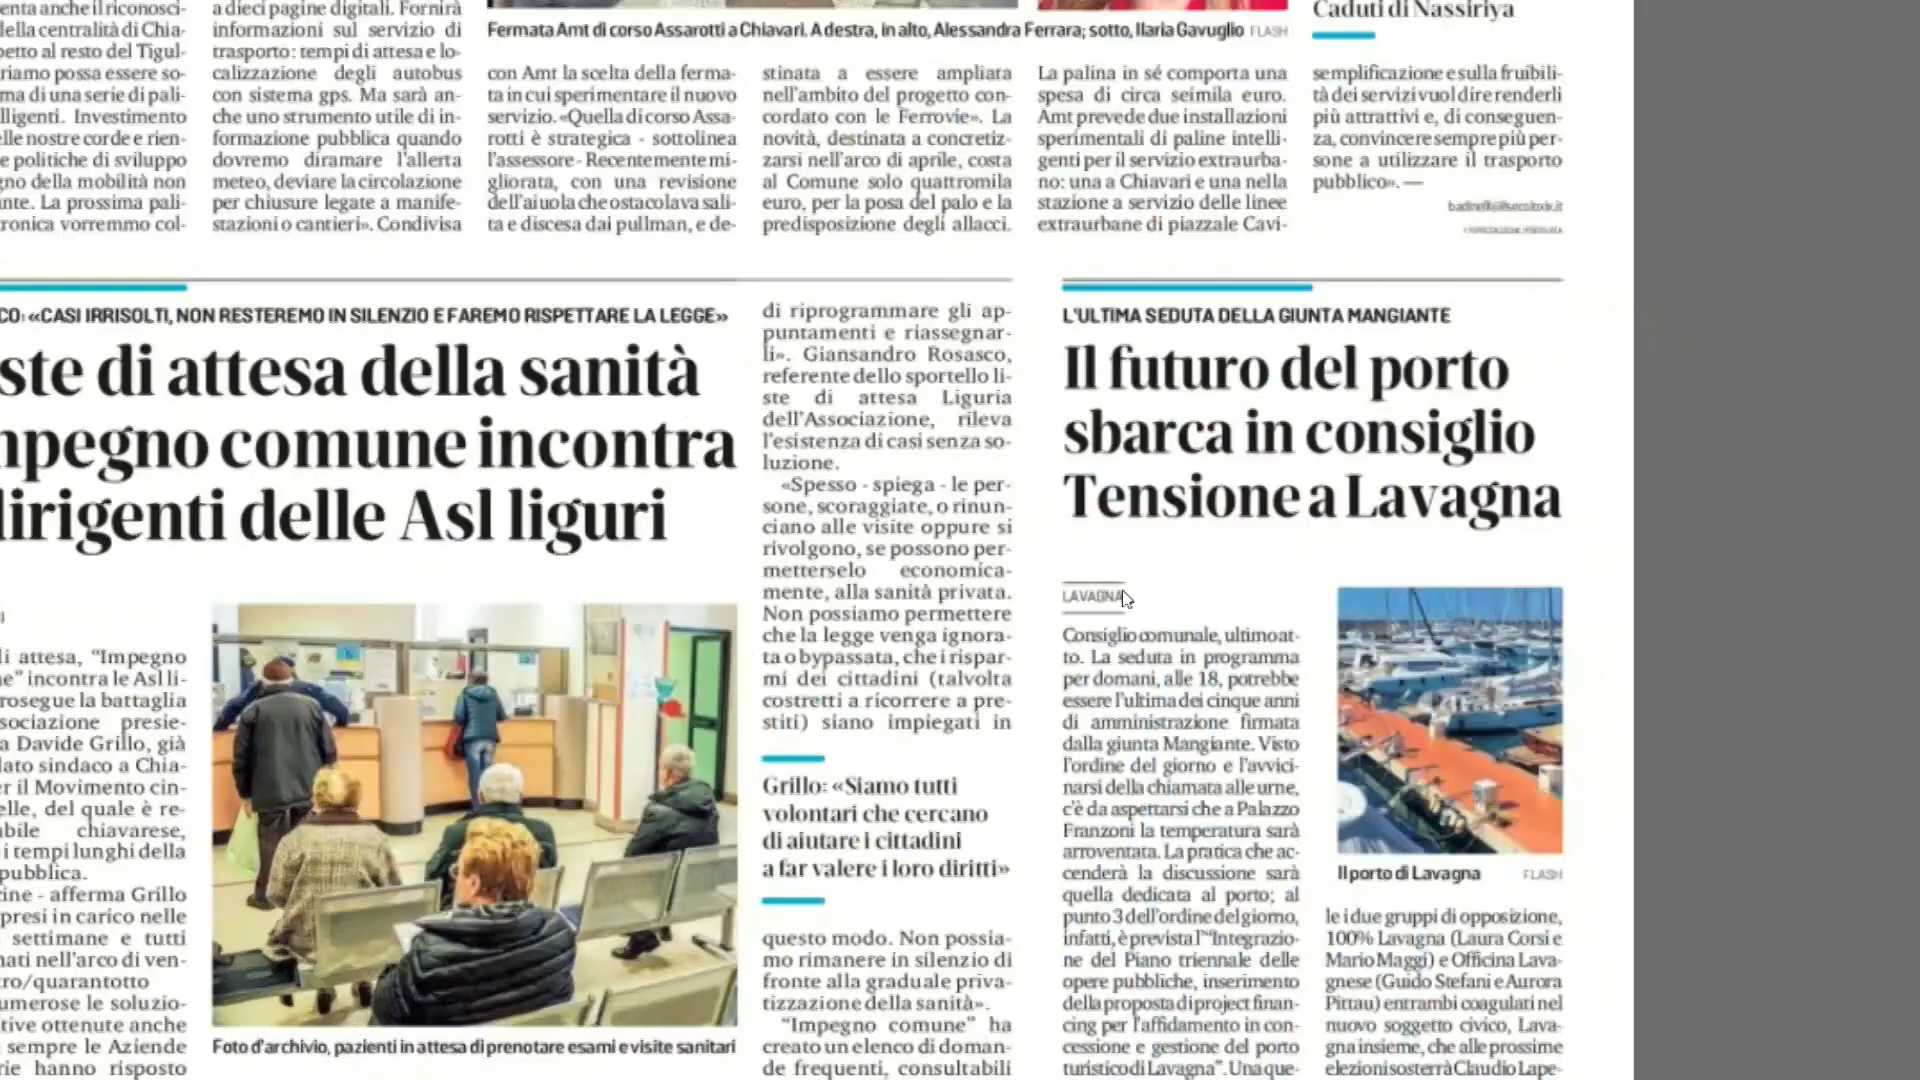 enta anche il riconosci-
della centralità di Chia-
petto al resto del Tigul-
riamo possa essere so-
ma di una serie di pali-
lligenti. Investimento
elle nostre corde e rien-
e politiche di sviluppo
gno della mobilità non
nte. La prossima pali-
ronica vorremmo col-
a dieci pagine digitali. Fornirà
informazioni sul servizio di
trasporto: tempi di attesa e lo-
calizzazione degli autobus
con sistema gps. Ma sarà an-
che uno strumento utile di in-
formazione pubblica quando
dovremo diramare l'allerta
meteo, deviare la circolazione
per chiusure legate a manife-
stazioni o cantieri». Condivisa
Fermata Amt di corso Assarotti a Chiavari. A destra, in alto, Alessandra Ferrara; sotto, Ilaria Gavuglio FLASH
con Amt la scelta della ferma-
ta in cui sperimentare il nuovo
servizio. «Quella di corso Assa-
rotti è strategica - sottolinea
l'assessore - Recentemente mi-
gliorata, con una revisione
dell'aiuola che ostacolava sali-
ta e discesa dai pullman, e de-
stinata a essere ampliata
nell'ambito del progetto con-
cordato con le Ferrovie». La
novità, destinata a concretiz-
zarsi nell'arco di aprile, costa
al Comune solo quattromila
euro, per la posa del palo e la
predisposizione degli allacci.
La palina in sé comporta una
spesa di circa seimila euro.
Amt prevede due installazioni
sperimentali di paline intelli-
genti per il servizio extraurba-
no: una a Chiavari e una nella
stazione a servizio delle linee
extraurbane di piazzale Cavi-
Caduti di Nassiriya
semplificazione e sulla fruibili-
tà dei servizi vuol dire renderli
più attrattivi e, di conseguen-
za, convincere sempre più per-
sone a utilizzare il trasporto
pubblico». —
CO: «CASI IRRISOLTI, NON RESTEREMO IN SILENZIO E FAREMO RISPETTARE LA LEGGE»
ste di attesa della sanità
mpegno comune incontra
dirigenti delle Asl liguri
li attesa, “Impegno
e” incontra le Asl li-
rosegue la battaglia
sociazione presie-
a Davide Grillo, già
lato sindaco a Chia-
er il Movimento cin-
elle, del quale è re-
abile chiavarese,
i tempi lunghi della
pubblica.
ine - afferma Grillo
presi in carico nelle
settimane e tutti
nati nell'arco di ven-
ro/quarantotto
umerose le soluzio-
tive ottenute anche
sempre le Aziende
rie hanno risposto
Foto d'archivio, pazienti in attesa di prenotare esami e visite sanitari
di riprogrammare gli ap-
puntamenti e riassegnar-
li». Giansandro Rosasco,
referente dello sportello li-
ste di attesa Liguria
dell'Associazione, rileva
l'esistenza di casi senza so-
luzione.
«Spesso - spiega - le per-
sone, scoraggiate, o rinun-
ciano alle visite oppure si
rivolgono, se possono per-
metterselo economica-
mente, alla sanità privata.
Non possiamo permettere
che la legge venga ignora-
ta o bypassata, che i rispar-
mi dei cittadini (talvolta
costretti a ricorrere a pre-
stiti) siano impiegati in
Grillo: «Siamo tutti
volontari che cercano
di aiutare i cittadini
a far valere i loro diritti»
questo modo. Non possia-
mo rimanere in silenzio di
fronte alla graduale priva-
tizzazione della sanità».
“Impegno comune” ha
creato un elenco di doman-
de frequenti, consultabili
L'ULTIMA SEDUTA DELLA GIUNTA MANGIANTE
Il futuro del porto
sbarca in consiglio
Tensione a Lavagna
LAVAGNA
Consiglio comunale, ultimo at-
to. La seduta in programma
per domani, alle 18, potrebbe
essere l'ultima dei cinque anni
di amministrazione firmata
dalla giunta Mangiante. Visto
l'ordine del giorno e l'avvici-
narsi della chiamata alle urne,
c'è da aspettarsi che a Palazzo
Franzoni la temperatura sarà
arroventata. La pratica che ac-
cenderà la discussione sarà
quella dedicata al porto; al
punto 3 dell'ordine del giorno,
infatti, è prevista l'“Integrazio-
ne del Piano triennale delle
opere pubbliche, inserimento
della proposta di project finan-
cing per l'affidamento in con-
cessione e gestione del porto
turistico di Lavagna”. Una que-
Il porto di Lavagna FLASH
le i due gruppi di opposizione,
100% Lavagna (Laura Corsi e
Mario Maggi) e Officina Lava-
gnese (Guido Stefani e Aurora
Pittau) entrambi coagulati nel
nuovo soggetto civico, Lava-
gna insieme, che alle prossime
elezioni sosterrà Claudio Lape-